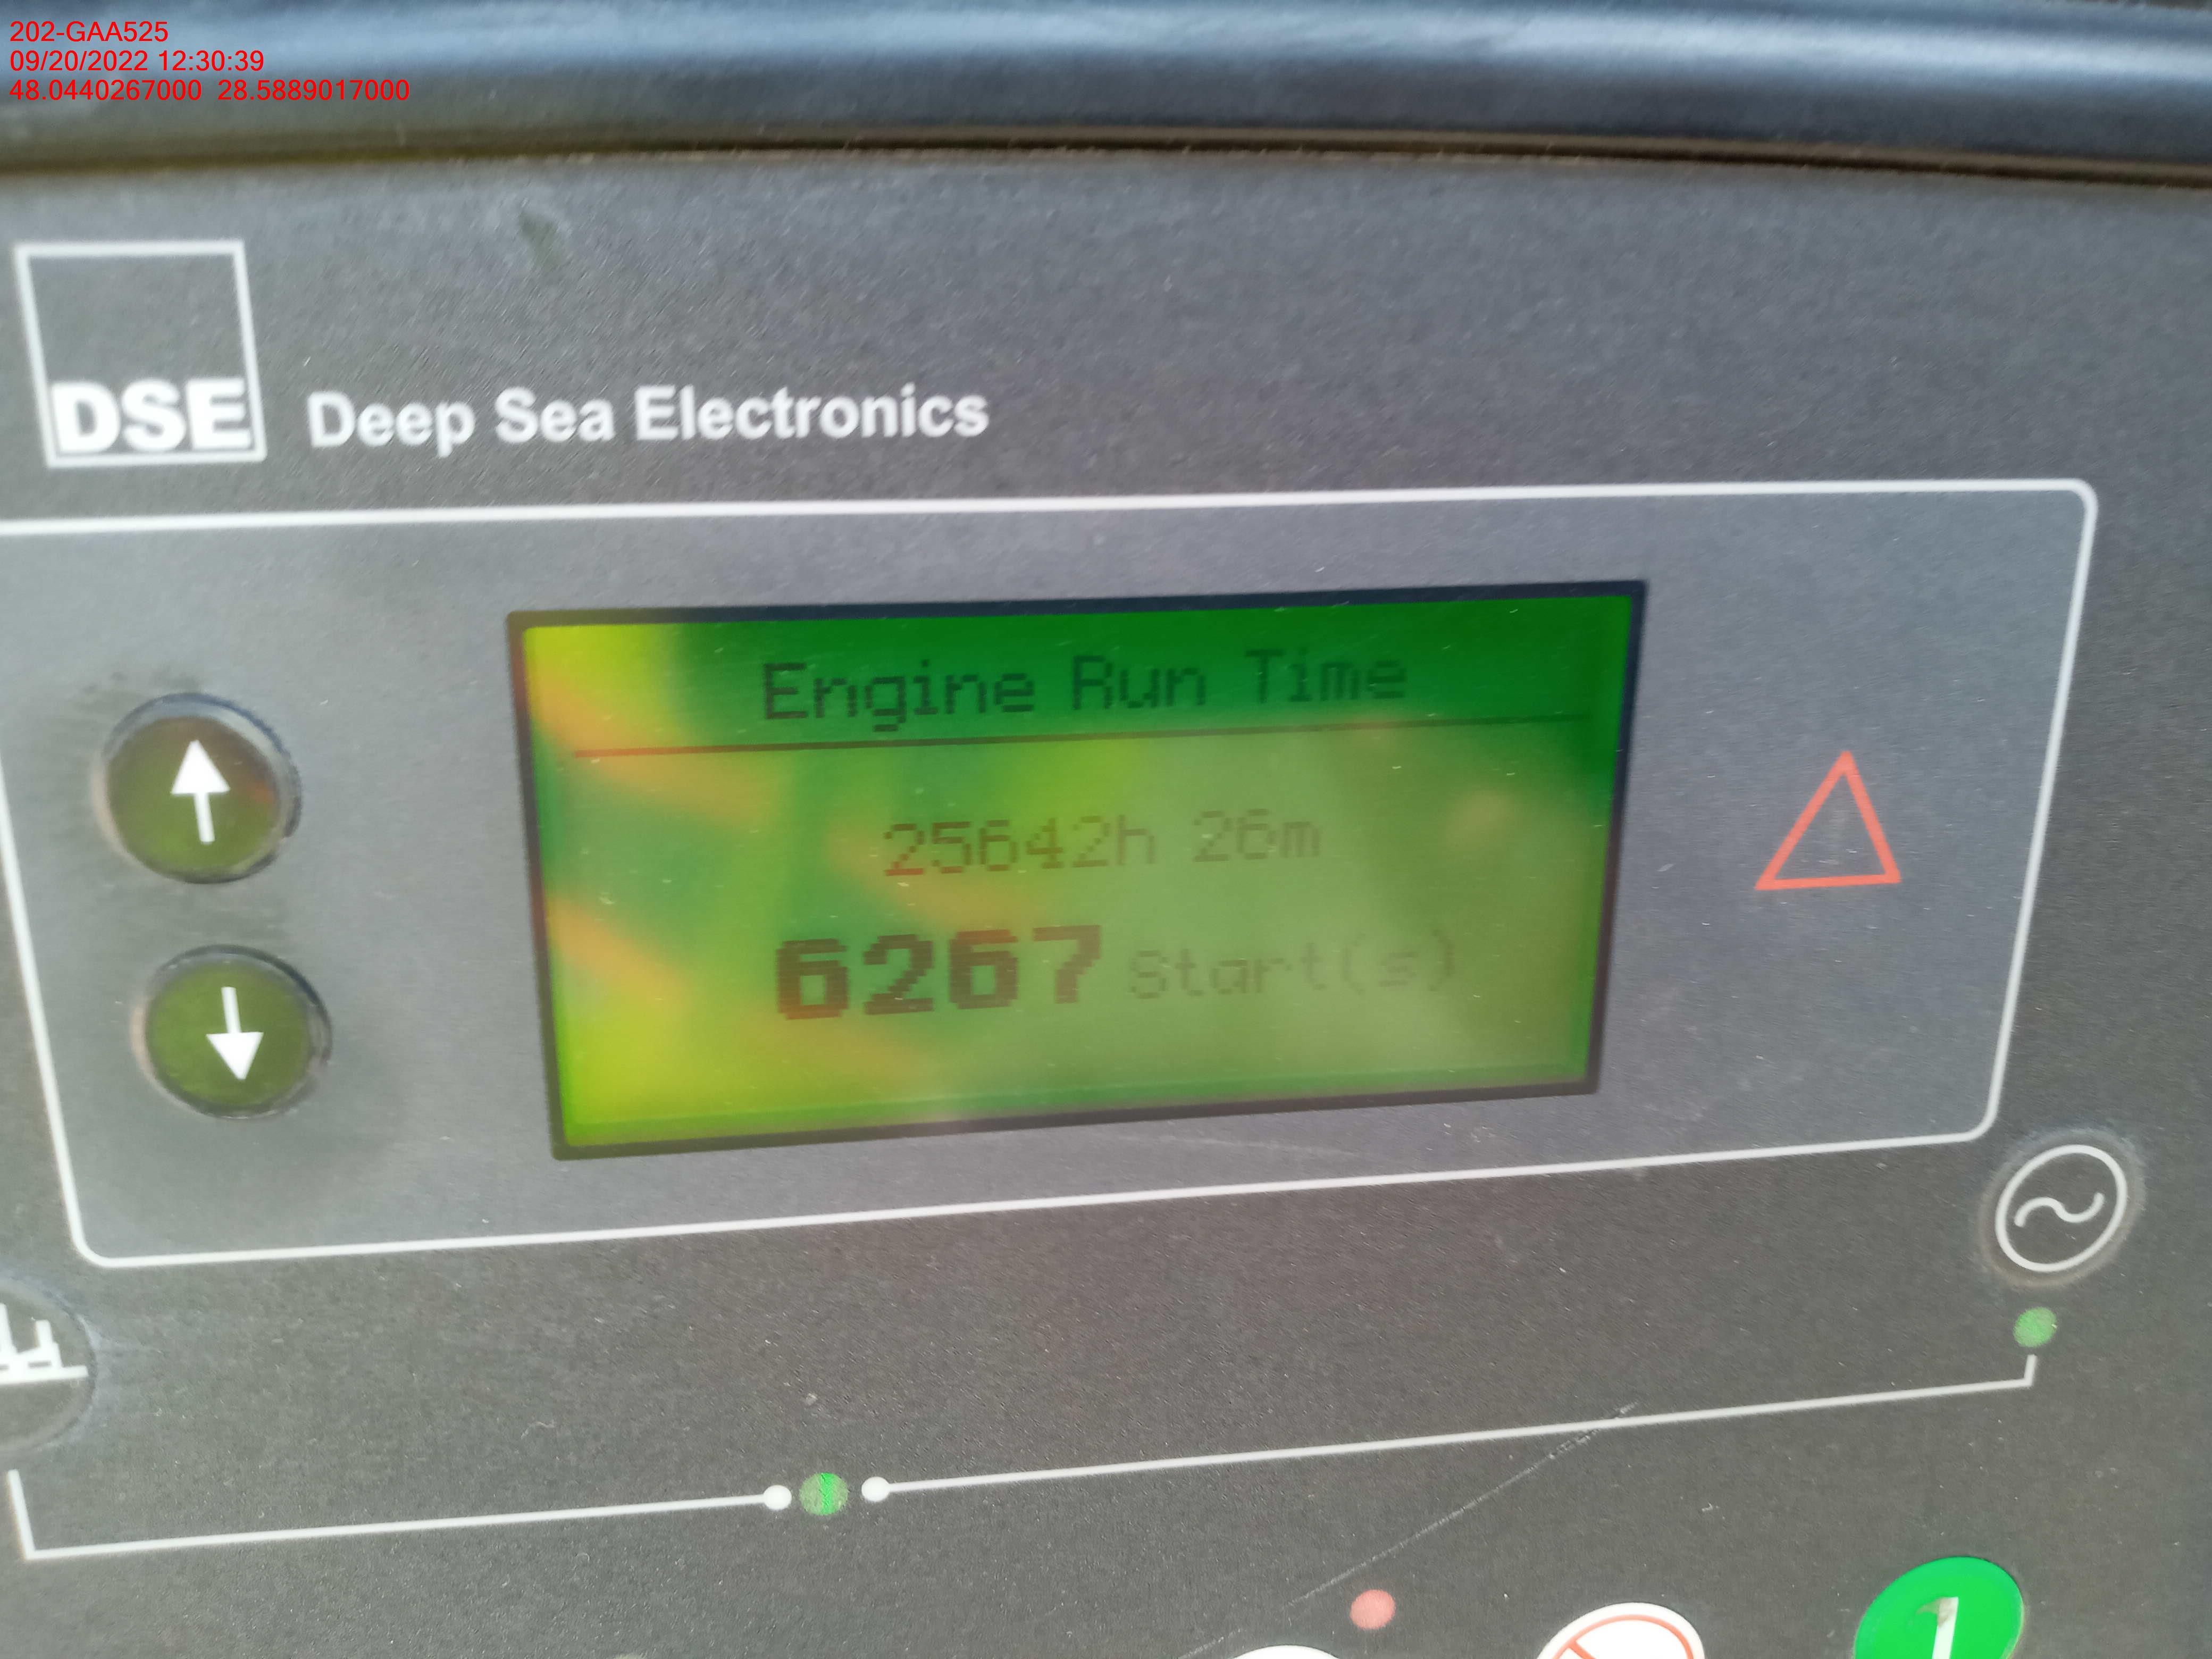 202-GAA525
09/20/2022 12:30:39
48.0440267000 28.5889017000
DSE
Deep Sea Electronics
Engine Run Time
25642h 26m
6267 Start(s)